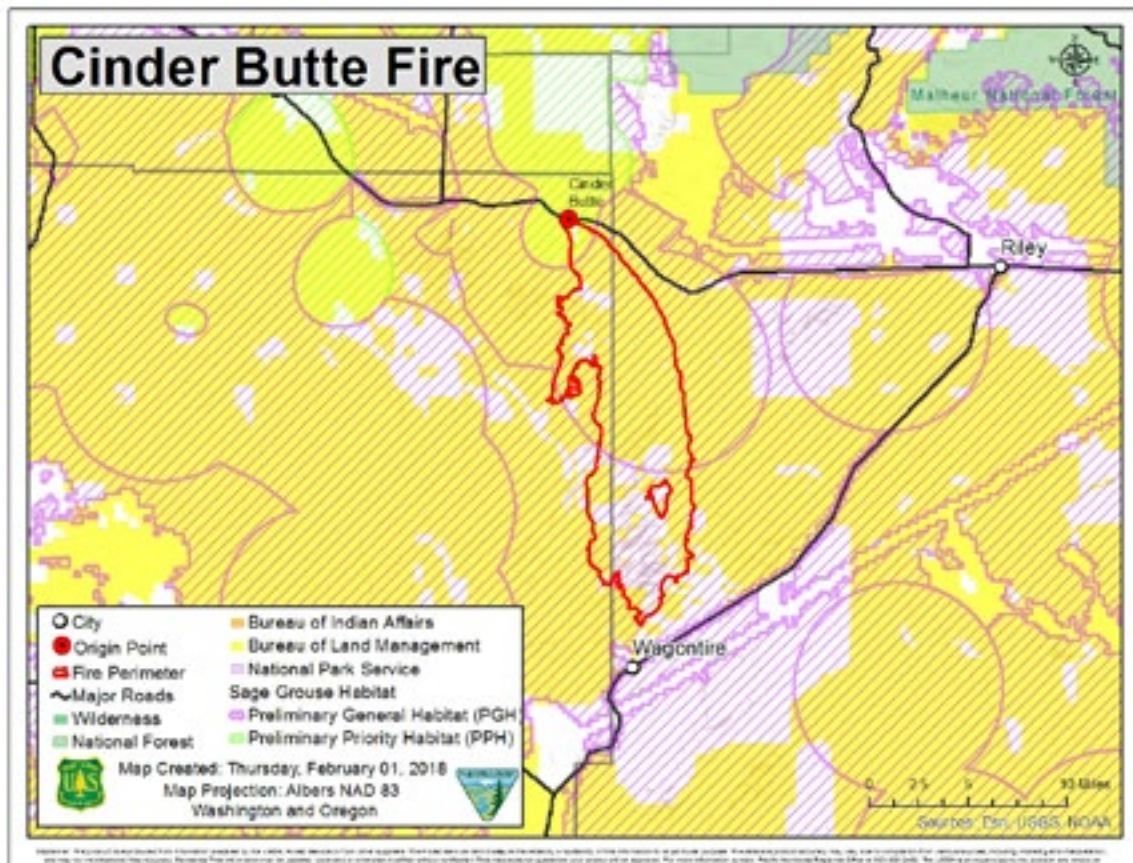 Cinder Butte Fire
Malheur National Forest
Cinder
Butte
Riley
Wagontire
City
Origin Point
Fire Perimeter
Major Roads
Wilderness
National Forest
Bureau of Indian Affairs
Bureau of Land Management
National Park Service
Sage Grouse Habitat
Preliminary General Habitat (PGH)
Preliminary Priority Habitat (PPH)
Map Created: Thursday, February 01, 2018
Map Projection: Albers NAD 83
Washington and Oregon
0 2.5 5 10 Miles
Sources: Esri, USGS, NOAA